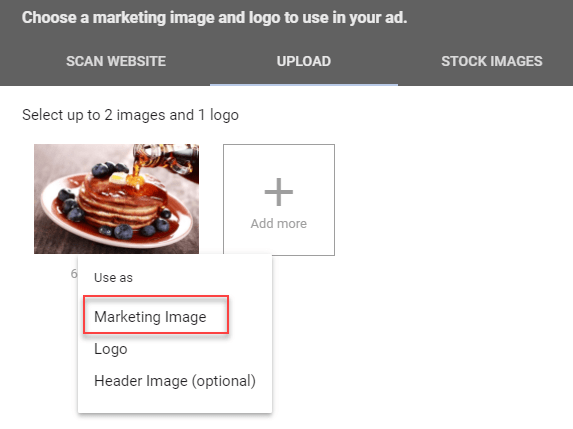 Choose a marketing image and logo to use in your ad.
SCAN WEBSITE UPLOAD STOCK IMAGES
Select up to 2 images and 1 logo
Add more
6
Use as
Marketing Image
Logo
Header Image (optional)